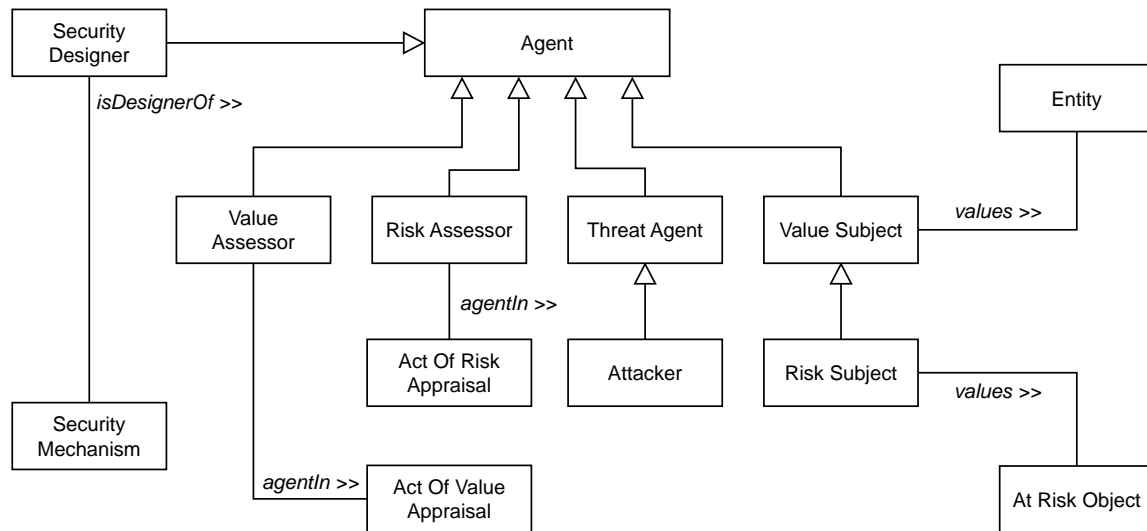 Security
Designer
Agent
isDesignerOf >>
Entity
Value
Assessor
Risk Assessor
Threat Agent
Value Subject
values >>
agentIn >>
Act Of Risk
Appraisal
Attacker
Risk Subject
values >>
Security
Mechanism
agentIn >>
Act Of Value
Appraisal
At Risk Object